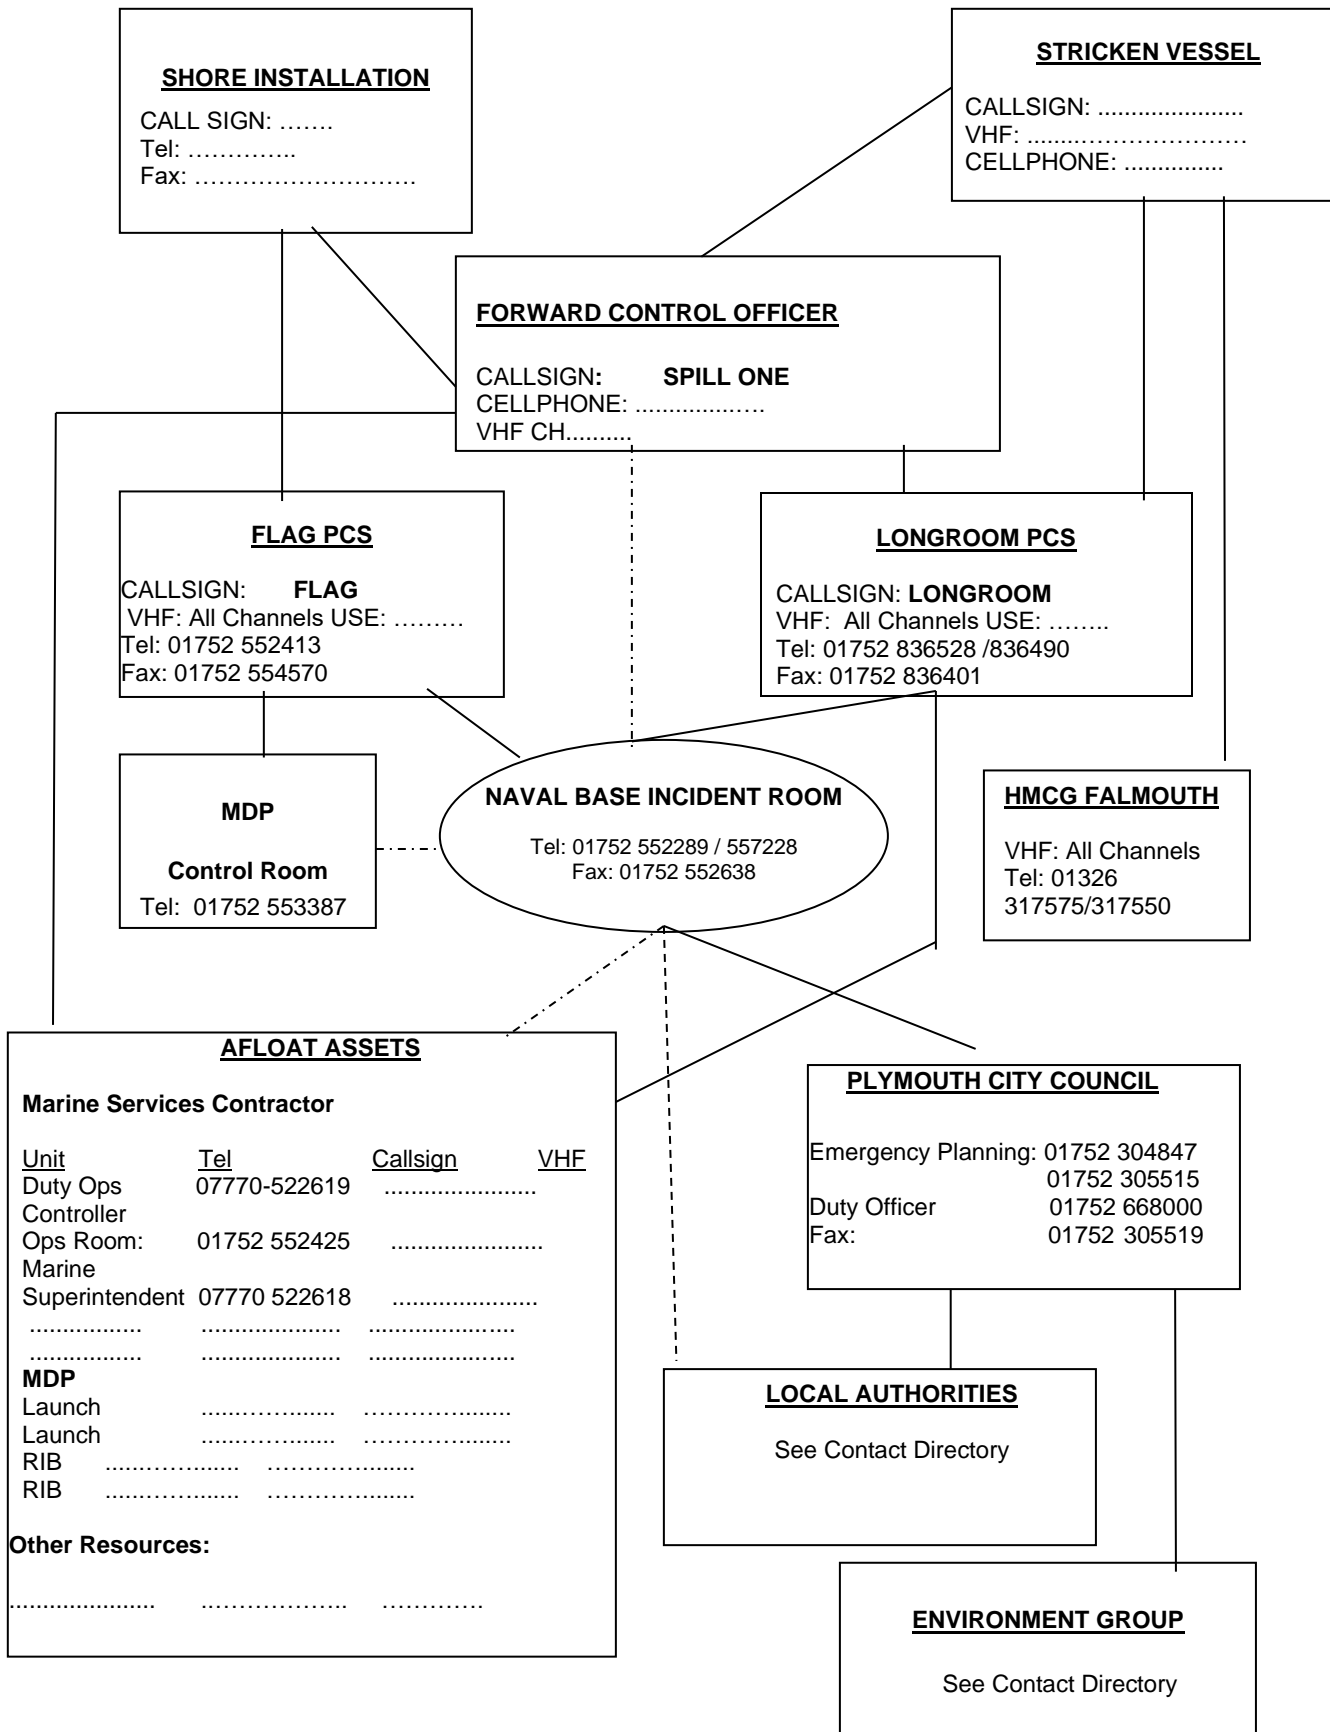 SHORE INSTALLATION
CALL SIGN: …….
Tel: …………..
Fax: ……………………….
STRICKEN VESSEL
CALLSIGN: ......................
VHF: ........……………………
CELLPHONE: ...............
FORWARD CONTROL OFFICER
CALLSIGN: SPILL ONE
CELLPHONE: ...............…..
VHF CH..........
FLAG PCS
CALLSIGN: FLAG
VHF: All Channels USE: ………
Tel: 01752 552413
Fax: 01752 554570
LONGROOM PCS
CALLSIGN: LONGROOM
VHF: All Channels USE: ……..
Tel: 01752 836528 /836490
Fax: 01752 836401
MDP
Control Room
Tel: 01752 553387
NAVAL BASE INCIDENT ROOM
Tel: 01752 552289 / 557228
Fax: 01752 552638
HMCG FALMOUTH
VHF: All Channels
Tel: 01326
317575/317550
AFLOAT ASSETS
Marine Services Contractor
Unit Tel Callsign VHF
Duty Ops 07770-522619 .......................
Controller
Ops Room: 01752 552425 .......................
Marine
Superintendent 07770 522618 ......................
................. ..................... ......................
................. ..................... ......................
MDP
Launch ......……....... …………..........
Launch ......……....... …………..........
RIB ......……....... …………..........
RIB ......……....... …………..........
Other Resources:
...................... ..……………….. ………….
PLYMOUTH CITY COUNCIL
Emergency Planning: 01752 304847
01752 305515
Duty Officer 01752 668000
Fax: 01752 305519
LOCAL AUTHORITIES
See Contact Directory
ENVIRONMENT GROUP
See Contact Directory